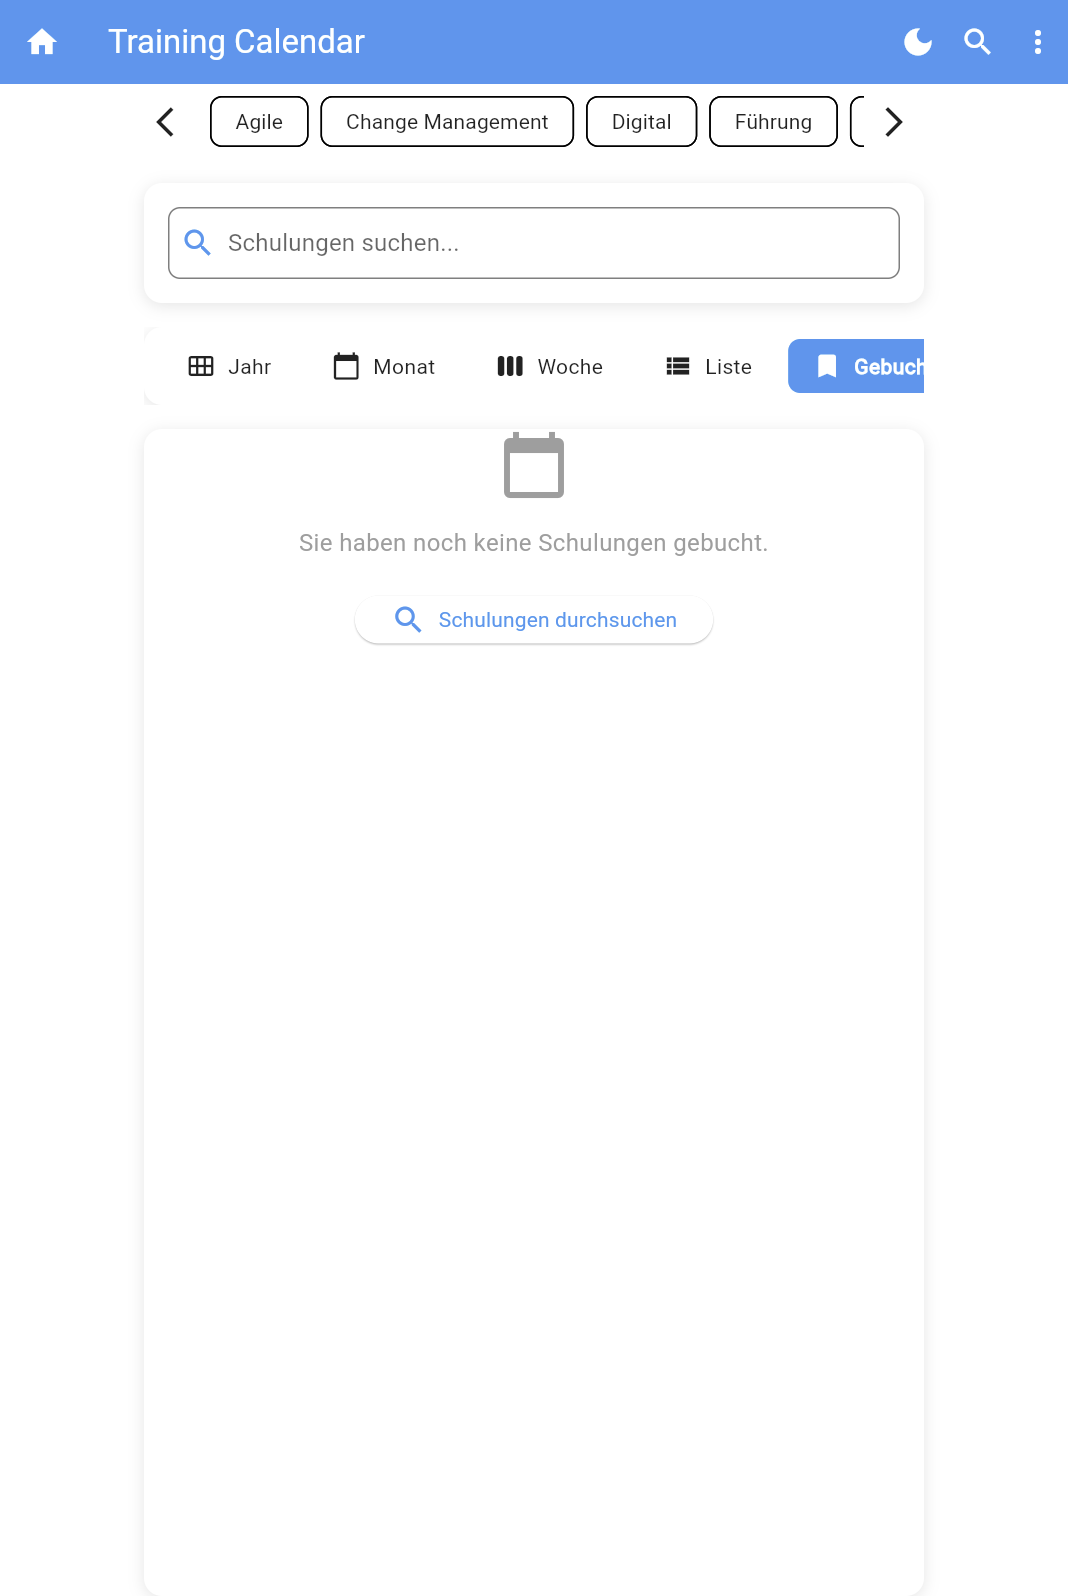 Training Calendar
Agile Change Management Digital Führung
Schulungen suchen...
Jahr Monat Woche Liste Gebuch
Sie haben noch keine Schulungen gebucht.
Schulungen durchsuchen